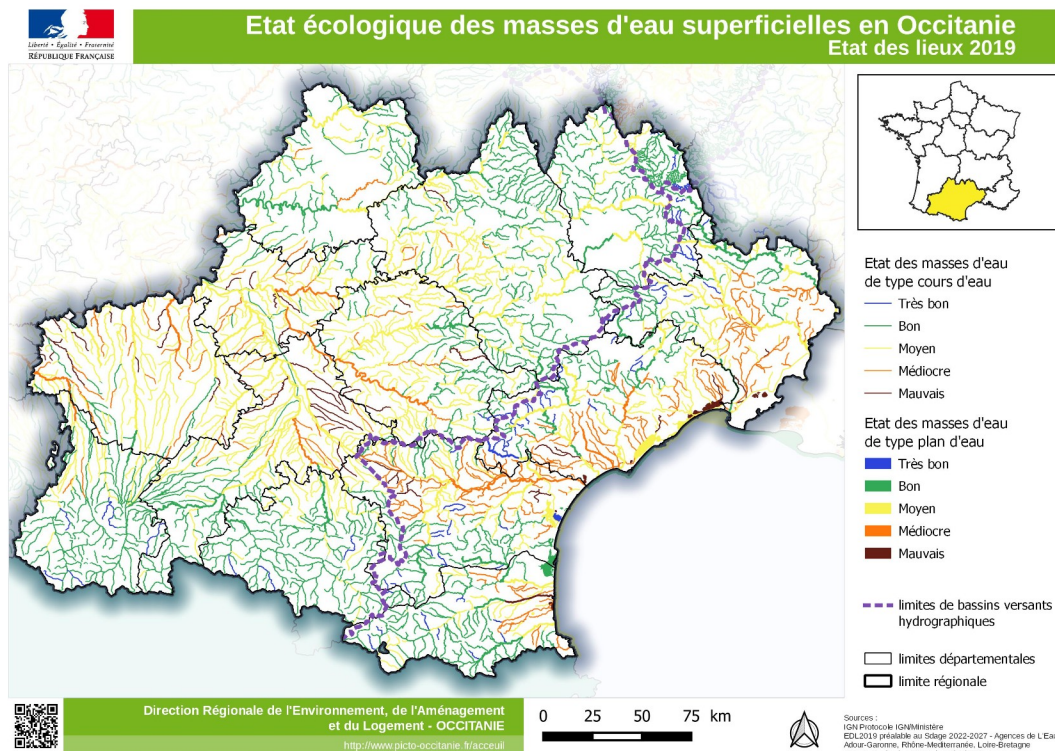 Liberté • Égalité • Fraternité
RÉPUBLIQUE FRANÇAISE
Etat écologique des masses d'eau superficielles en Occitanie
Etat des lieux 2019
Etat des masses d'eau
de type cours d'eau
Très bon
Bon
Moyen
Médiocre
Mauvais
Etat des masses d'eau
de type plan d'eau
Très bon
Bon
Moyen
Médiocre
Mauvais
limites de bassins versants
hydrographiques
limites départementales
limite régionale
Direction Régionale de l'Environnement, de l'Aménagement
et du Logement - OCCITANIE
http://www.picto-occitanie.fr/acceuil
0 25 50 75 km
Sources :
IGN Protocole IGN/Ministère
EDL2019 préalable au Sdage 2022-2027 - Agences de L'Eau
Adour-Garonne, Rhône-Mediterranée, Loire-Bretagne